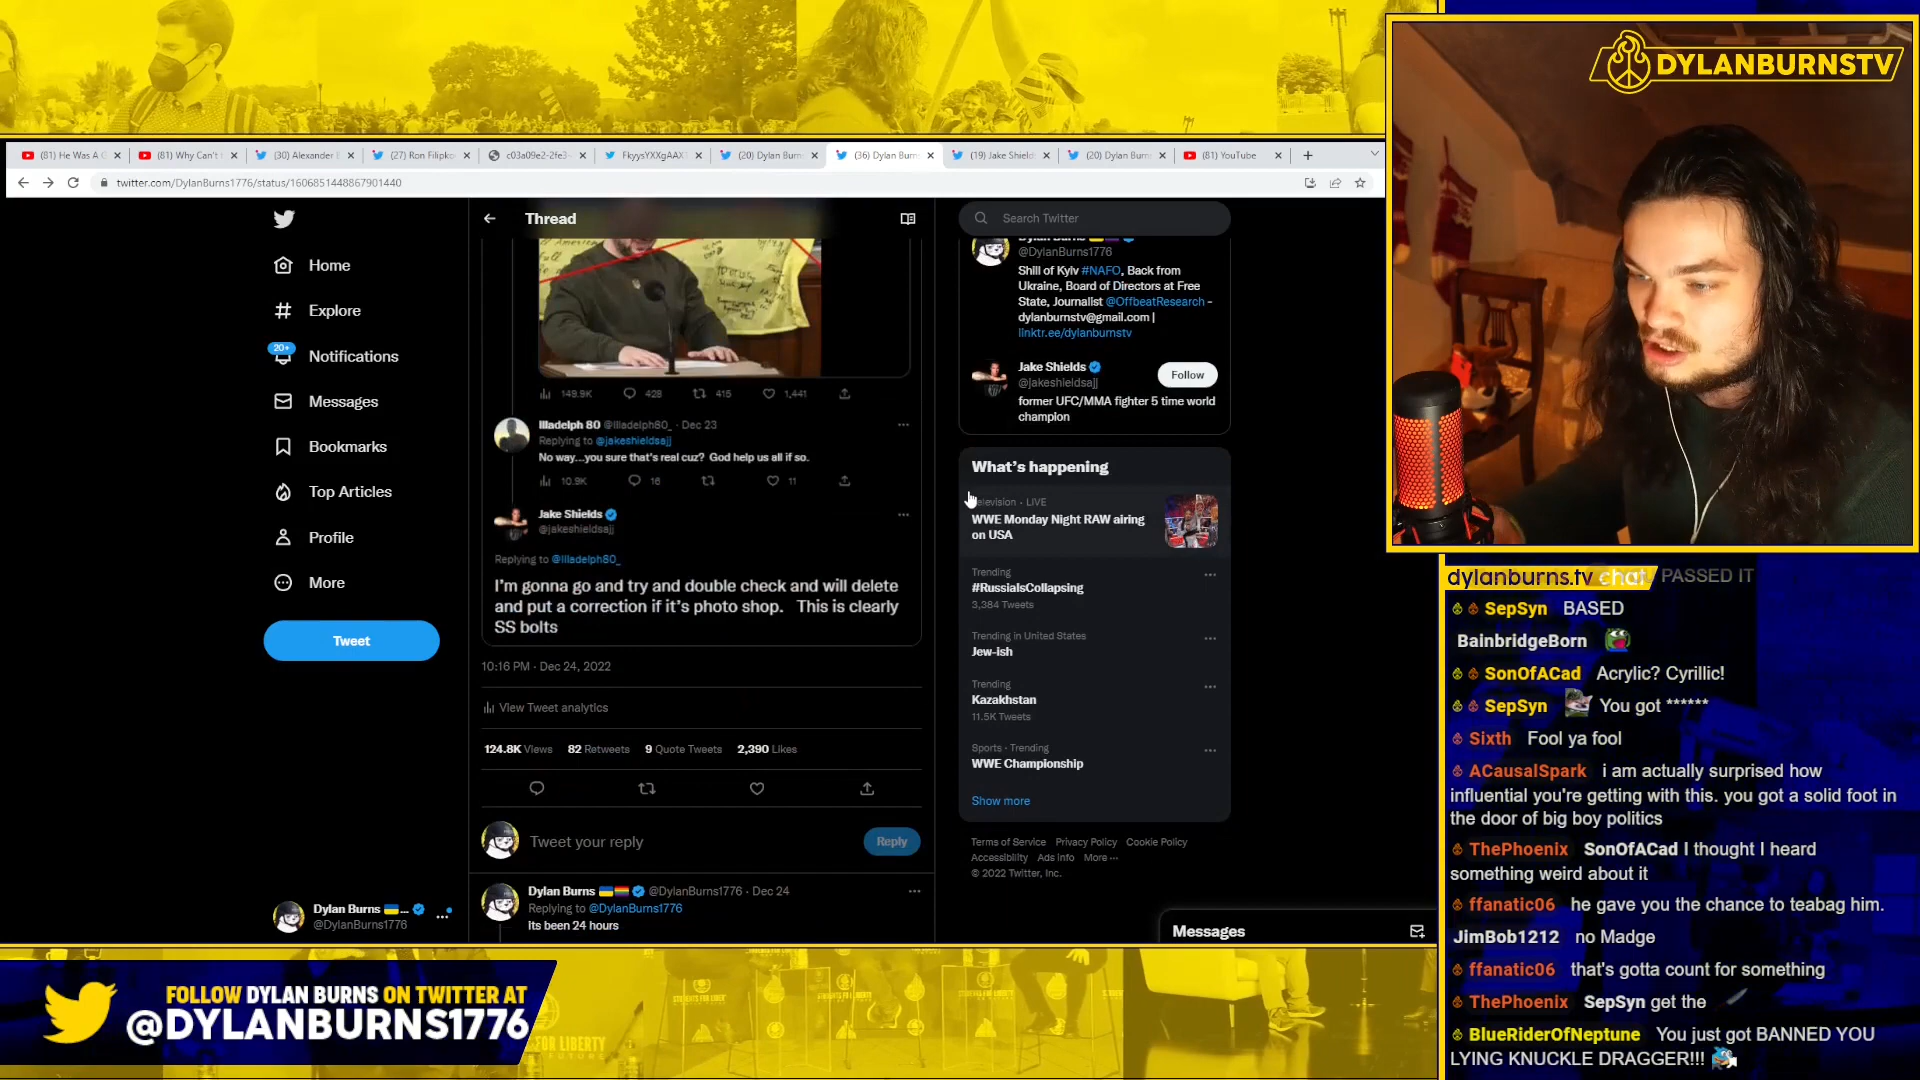 DYLANBURNSTV
(81) He Was A G
(81) Why Can't
(30) Alexander
(27) Ron Filipko
c03a09e2-2fe3-
FkyysYXXgAAX
(20) Dylan Burn
(36) Dylan Burn
(19) Jake Shield
(20) Dylan Burn
(81) YouTube
twitter.com/DylanBurns1776/status/1606851448867901440
Home
Explore
20+
Notifications
Messages
Bookmarks
Top Articles
Profile
More
Tweet
Dylan Burns
@DylanBurns1776
Thread
149.9K 428 415 1,441
Illadelph 80 @illadelph80_ · Dec 23
Replying to @jakeshieldsajj
No way...you sure that's real cuz? God help us all if so.
10.9K 16 11
Jake Shields
@jakeshieldsajj
Replying to @illadelph80_
I'm gonna go and try and double check and will delete
and put a correction if it's photo shop. This is clearly
SS bolts
10:16 PM · Dec 24, 2022
View Tweet analytics
124.8K Views 82 Retweets 9 Quote Tweets 2,390 Likes
Tweet your reply
Reply
Dylan Burns @DylanBurns1776 · Dec 24
Replying to @DylanBurns1776
Its been 24 hours
Search Twitter
Dylan Burns
@DylanBurns1776
Shill of Kyiv #NAFO, Back from
Ukraine, Board of Directors at Free
State, Journalist @OffbeatResearch -
dylanburnstv@gmail.com |
linktr.ee/dylanburnstv
Jake Shields
@jakeshieldsajj
Follow
former UFC/MMA fighter 5 time world
champion
What's happening
WWE Monday Night RAW airing
on USA
LIVE
Trending
#RussiaIsCollapsing
3,384 Tweets
Trending in United States
Jew-ish
Trending
Kazakhstan
11.5K Tweets
Sports · Trending
WWE Championship
Show more
Terms of Service Privacy Policy Cookie Policy
Accessibility Ads info More ···
© 2022 Twitter, Inc.
Messages
dylanburns.tv chat
PASSED IT
SepSyn BASED
BainbridgeBorn
SonOfACad Acrylic? Cyrillic!
SepSyn You got ******
Sixth Fool ya fool
ACausalSpark i am actually surprised how
influential you're getting with this. you got a solid foot in
the door of big boy politics
ThePhoenix SonOfACad I thought I heard
something weird about it
ffanatic06 he gave you the chance to teabag him.
JimBob1212 no Madge
ffanatic06 that's gotta count for something
ThePhoenix SepSyn get the
BlueRiderOfNeptune You just got BANNED YOU
LYING KNUCKLE DRAGGER!!!
FOLLOW DYLAN BURNS ON TWITTER AT
@DYLANBURNS1776